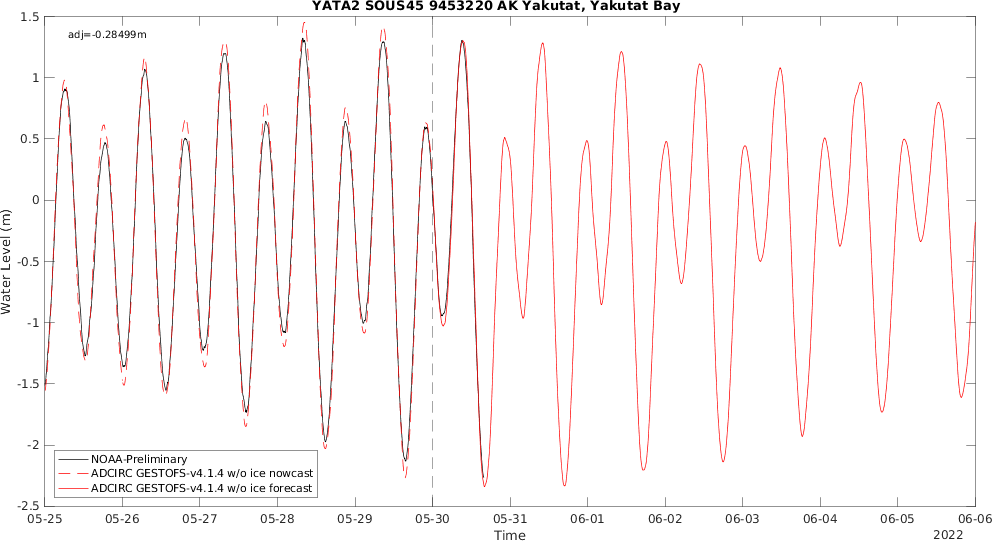 YATA2 SOUS45 9453220 AK Yakutat, Yakutat Bay
adj=-0.28499m
1.5
1
0.5
0
-0.5
-1
-1.5
-2
-2.5
Water Level (m)
NOAA-Preliminary
ADCIRC GESTOFS-v4.1.4 w/o ice nowcast
ADCIRC GESTOFS-v4.1.4 w/o ice forecast
05-25 05-26 05-27 05-28 05-29 05-30 05-31 06-01 06-02 06-03 06-04 06-05 06-06
Time
2022